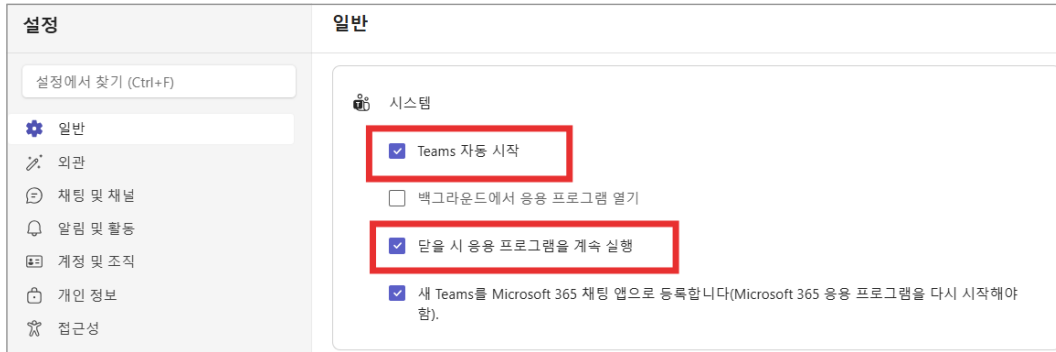 설정
설정에서 찾기 (Ctrl+F)
일반
외관
채팅 및 채널
알림 및 활동
계정 및 조직
개인 정보
접근성
일반
시스템
Teams 자동 시작
백그라운드에서 응용 프로그램 열기
닫을 시 응용 프로그램을 계속 실행
새 Teams를 Microsoft 365 채팅 앱으로 등록합니다(Microsoft 365 응용 프로그램을 다시 시작해야
함).